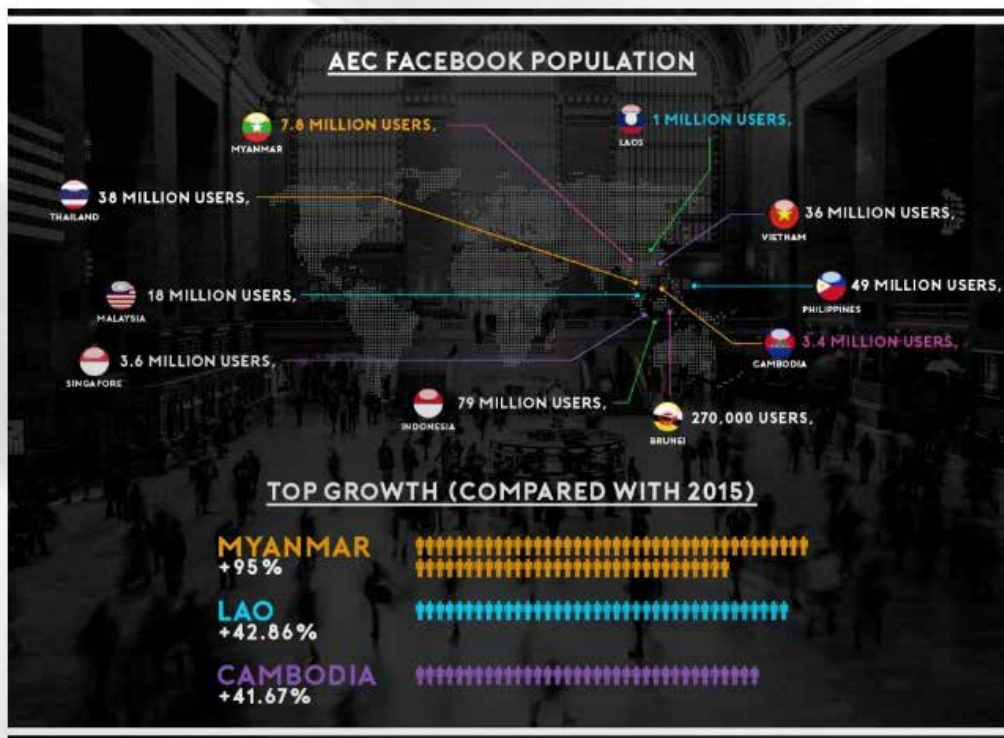 AEC FACEBOOK POPULATION
7.8 MILLION USERS,
MYANMAR
1 MILLION USERS,
LAOS
38 MILLION USERS,
THAILAND
36 MILLION USERS,
VIETNAM
18 MILLION USERS,
MALAYSIA
49 MILLION USERS,
PHILIPPINES
3.6 MILLION USERS,
SINGAPORE
3.4 MILLION USERS,
CAMBODIA
79 MILLION USERS,
INDONESIA
270,000 USERS,
BRUNEI
TOP GROWTH (COMPARED WITH 2015)
MYANMAR
+95%
LAO
+42.86%
CAMBODIA
+41.67%